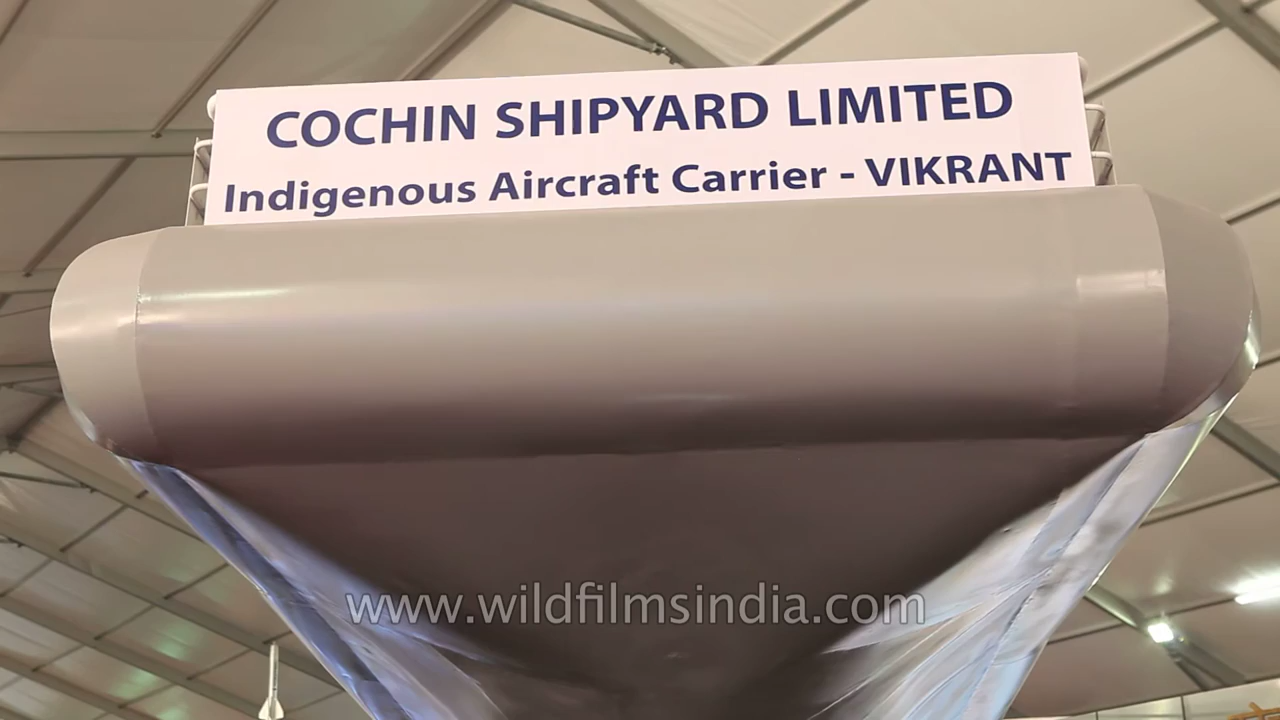 COCHIN SHIPYARD LIMITED
Indigenous Aircraft Carrier - VIKRANT
www.wildfilmsindia.com